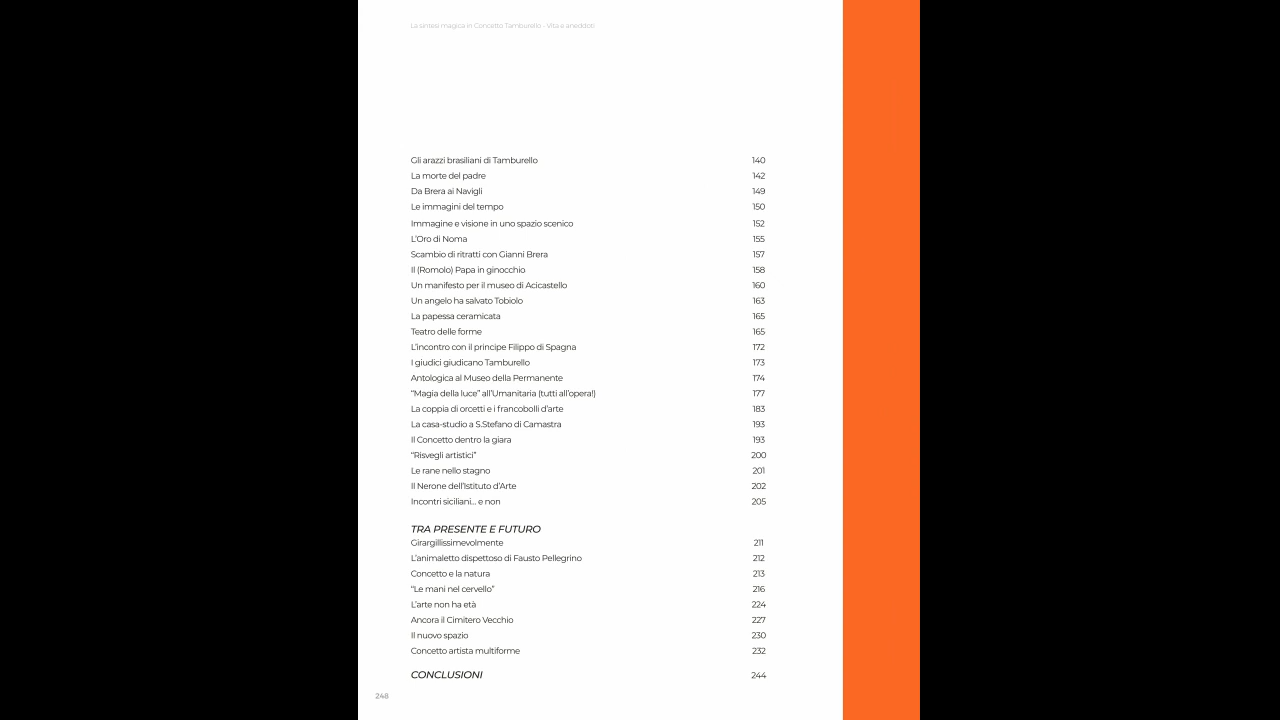 La sintesi magica in Concetto Tamburello - Vita e aneddoti
Gli arazzi brasiliani di Tamburello 140
La morte del padre 142
Da Brera ai Navigli 149
Le immagini del tempo 150
Immagine e visione in uno spazio scenico 152
L’Oro di Noma 155
Scambio di ritratti con Gianni Brera 157
Il (Romolo) Papa in ginocchio 158
Un manifesto per il museo di Acicastello 160
Un angelo ha salvato Tobiolo 163
La papessa ceramicata 165
Teatro delle forme 165
L’incontro con il principe Filippo di Spagna 172
I giudici giudicano Tamburello 173
Antologica al Museo della Permanente 174
“Magia della luce” all’Umanitaria (tutti all’opera!) 177
La coppia di orcetti e i francobolli d’arte 183
La casa-studio a S.Stefano di Camastra 193
Il Concetto dentro la giara 193
“Risvegli artistici” 200
Le rane nello stagno 201
Il Nerone dell’Istituto d’Arte 202
Incontri siciliani... e non 205
TRA PRESENTE E FUTURO
Girargillissimevolmente 211
L’animaletto dispettoso di Fausto Pellegrino 212
Concetto e la natura 213
“Le mani nel cervello” 216
L’arte non ha età 224
Ancora il Cimitero Vecchio 227
Il nuovo spazio 230
Concetto artista multiforme 232
CONCLUSIONI 244
248